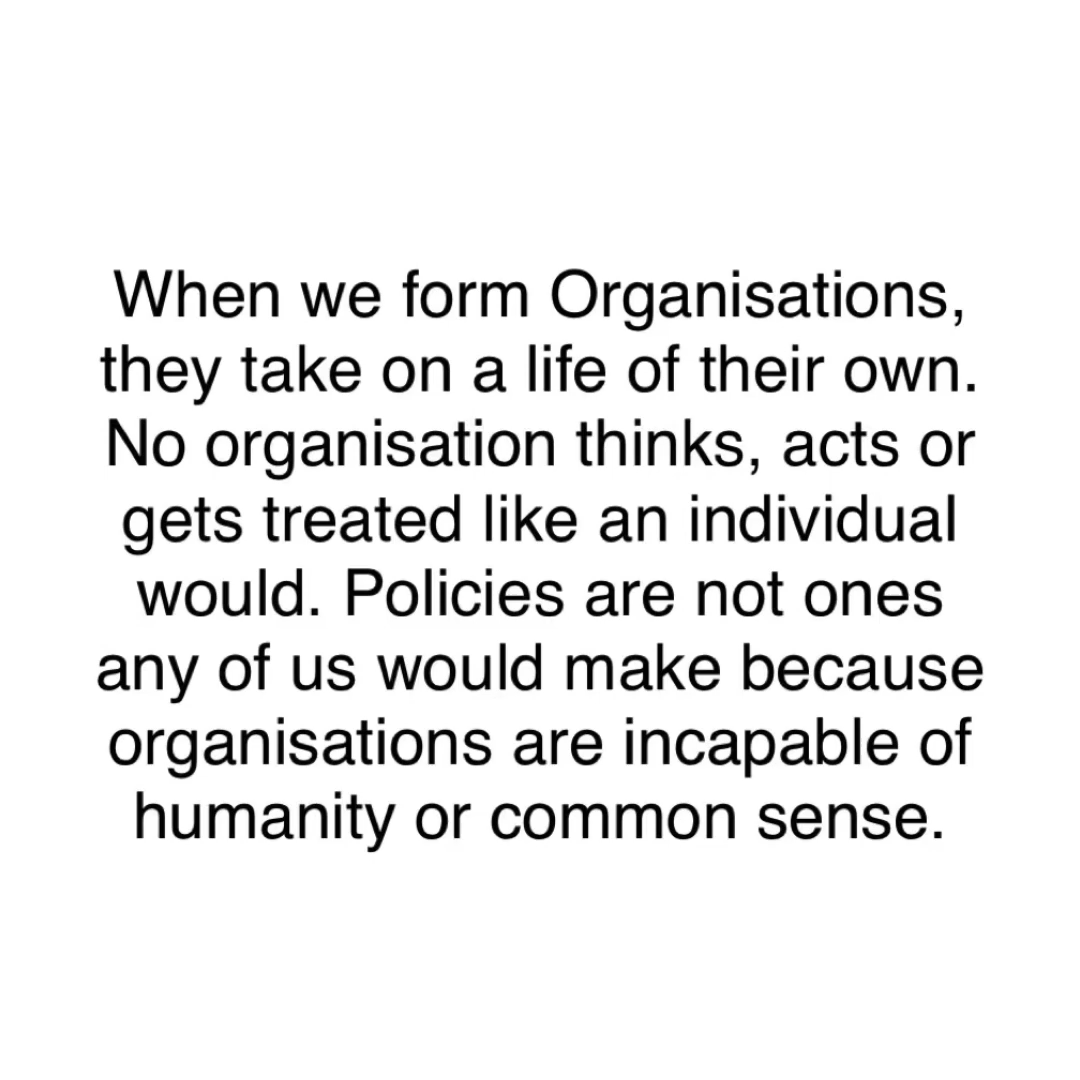 When we form Organisations,
they take on a life of their own.
No organisation thinks, acts or
gets treated like an individual
would. Policies are not ones
any of us would make because
organisations are incapable of
humanity or common sense.